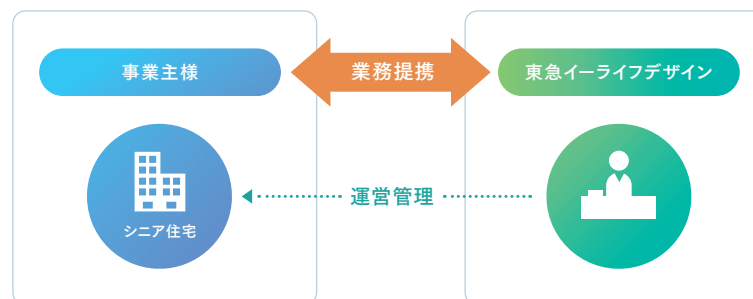 事業主様
業務提携
東急イーライフデザイン
運営管理
シニア住宅